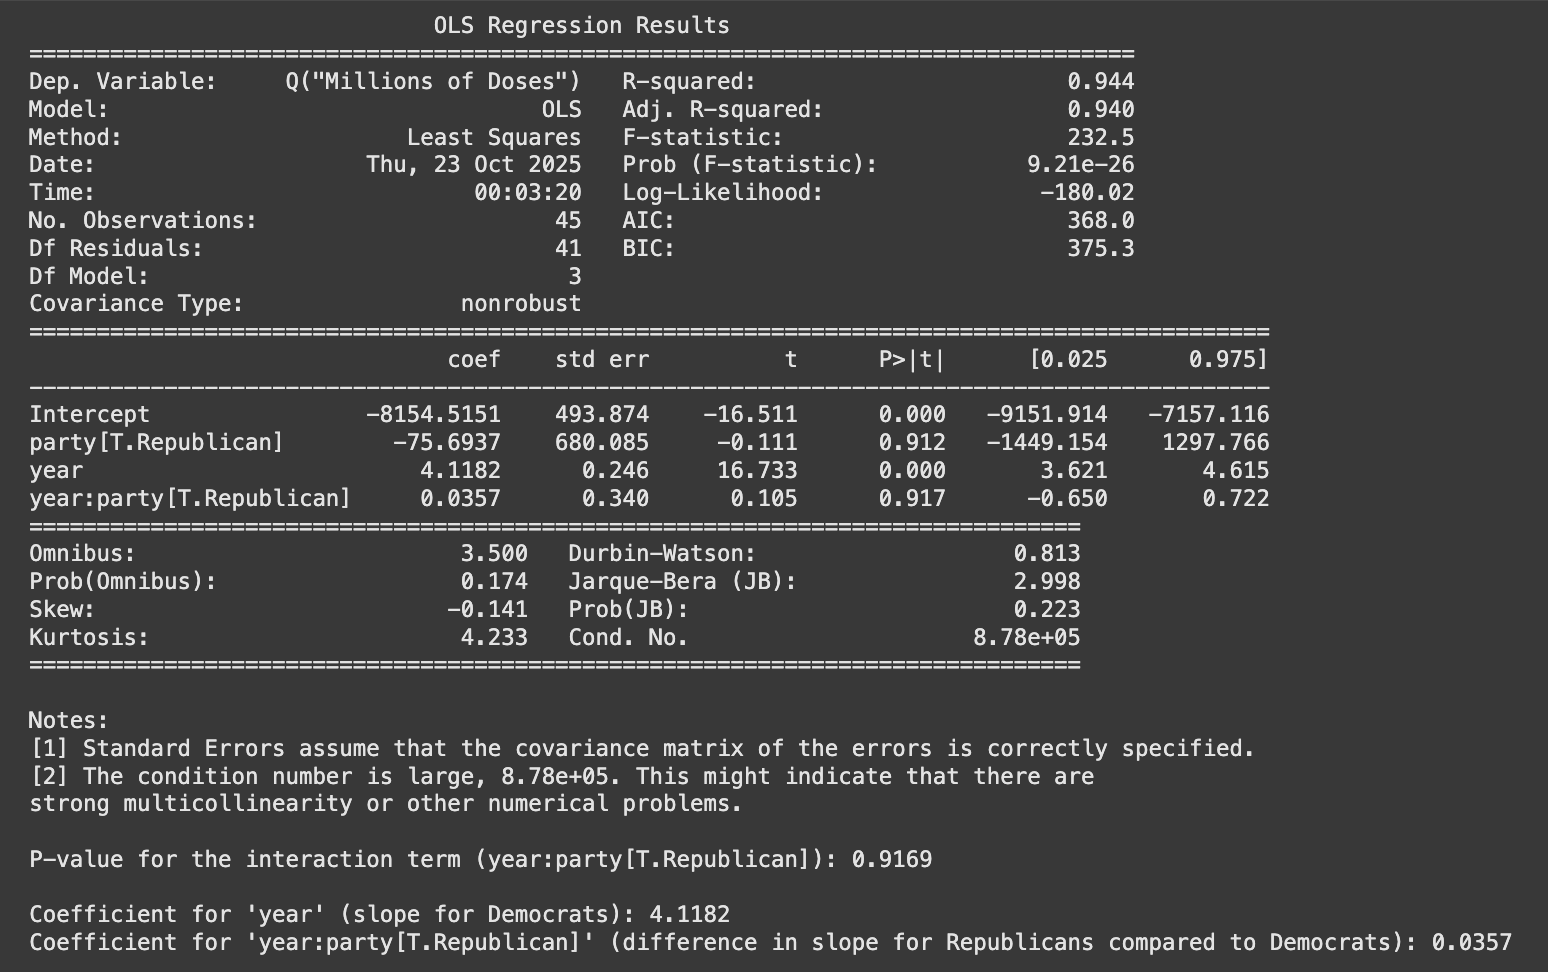 OLS Regression Results
==============================================================================
Dep. Variable:     Q("Millions of Doses")   R-squared:                       0.944
Model:                                OLS   Adj. R-squared:                  0.940
Method:                     Least Squares   F-statistic:                     232.5
Date:                    Thu, 23 Oct 2025   Prob (F-statistic):           9.21e-26
Time:                            00:03:20   Log-Likelihood:                -180.02
No. Observations:                      45   AIC:                             368.0
Df Residuals:                          41   BIC:                             375.3
Df Model:                               3
Covariance Type:                nonrobust
==============================================================================
coef    std err          t      P>|t|      [0.025      0.975]
------------------------------------------------------------------------------
Intercept                -8154.5151    493.874    -16.511      0.000   -9151.914   -7157.116
party[T.Republican]        -75.6937    680.085     -0.111      0.912   -1449.154    1297.766
year                         4.1182      0.246     16.733      0.000       3.621       4.615
year:party[T.Republican]     0.0357      0.340      0.105      0.917      -0.650       0.722
==============================================================================
Omnibus:                        3.500   Durbin-Watson:                   0.813
Prob(Omnibus):                  0.174   Jarque-Bera (JB):                2.998
Skew:                          -0.141   Prob(JB):                        0.223
Kurtosis:                       4.233   Cond. No.                     8.78e+05
==============================================================================
Notes:
[1] Standard Errors assume that the covariance matrix of the errors is correctly specified.
[2] The condition number is large, 8.78e+05. This might indicate that there are
strong multicollinearity or other numerical problems.
P-value for the interaction term (year:party[T.Republican]): 0.9169
Coefficient for 'year' (slope for Democrats): 4.1182
Coefficient for 'year:party[T.Republican]' (difference in slope for Republicans compared to Democrats): 0.0357